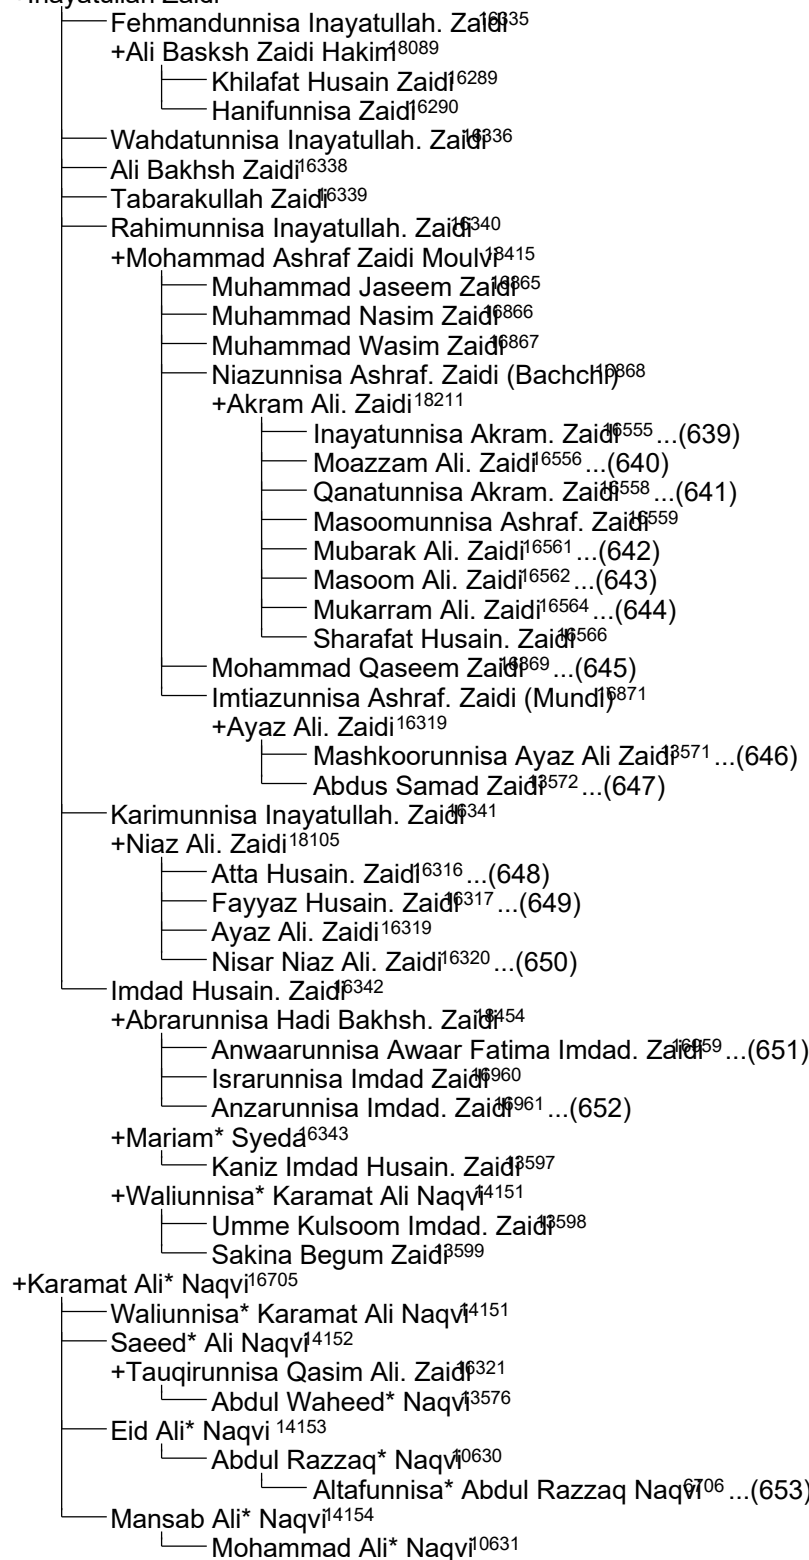 Fehmandunnisa Inayatullah. Zaidi16335
+Ali Basksh Zaidi Hakim18089
Khilafat Husain Zaidi16289
Hanifunnisa Zaidi16290
Wahdatunnisa Inayatullah. Zaidi16336
Ali Bakhsh Zaidi16338
Tabarakullah Zaidi16339
Rahimunnisa Inayatullah. Zaidi16340
+Mohammad Ashraf Zaidi Moulvi18415
Muhammad Jaseem Zaidi16865
Muhammad Nasim Zaidi16866
Muhammad Wasim Zaidi16867
Niazunnisa Ashraf. Zaidi (Bachchi)16868
+Akram Ali. Zaidi18211
Inayatunnisa Akram. Zaidi16555 ...(639)
Moazzam Ali. Zaidi16556 ...(640)
Qanatunnisa Akram. Zaidi16558 ...(641)
Masoomunnisa Ashraf. Zaidi16559
Mubarak Ali. Zaidi16561 ...(642)
Masoom Ali. Zaidi16562 ...(643)
Mukarram Ali. Zaidi16564 ...(644)
Sharafat Husain. Zaidi16566
Mohammad Qaseem Zaidi16869 ...(645)
Imtiazunnisa Ashraf. Zaidi (Mundi)16871
+Ayaz Ali. Zaidi16319
Mashkoorunnisa Ayaz Ali Zaidi13571 ...(646)
Abdus Samad Zaidi13572 ...(647)
Karimunnisa Inayatullah. Zaidi16341
+Niaz Ali. Zaidi18105
Atta Husain. Zaidi16316 ...(648)
Fayyaz Husain. Zaidi16317 ...(649)
Ayaz Ali. Zaidi16319
Nisar Niaz Ali. Zaidi16320 ...(650)
Imdad Husain. Zaidi16342
+Abrarunnisa Hadi Bakhsh. Zaidi18454
Anwaarunnisa Awaar Fatima Imdad. Zaidi16959 ...(651)
Israrunnisa Imdad Zaidi16960
Anzarunnisa Imdad. Zaidi16961 ...(652)
+Mariam* Syeda16343
Kaniz Imdad Husain. Zaidi13597
+Waliunnisa* Karamat Ali Naqvi14151
Umme Kulsoom Imdad. Zaidi13598
Sakina Begum Zaidi13599
+Karamat Ali* Naqvi16705
Waliunnisa* Karamat Ali Naqvi14151
Saeed* Ali Naqvi14152
+Tauqirunnisa Qasim Ali. Zaidi16321
Abdul Waheed* Naqvi13576
Eid Ali* Naqvi 14153
Abdul Razzaq* Naqvi10630
Altafunnisa* Abdul Razzaq Naqvi6706 ...(653)
Mansab Ali* Naqvi14154
Mohammad Ali* Naqvi10631